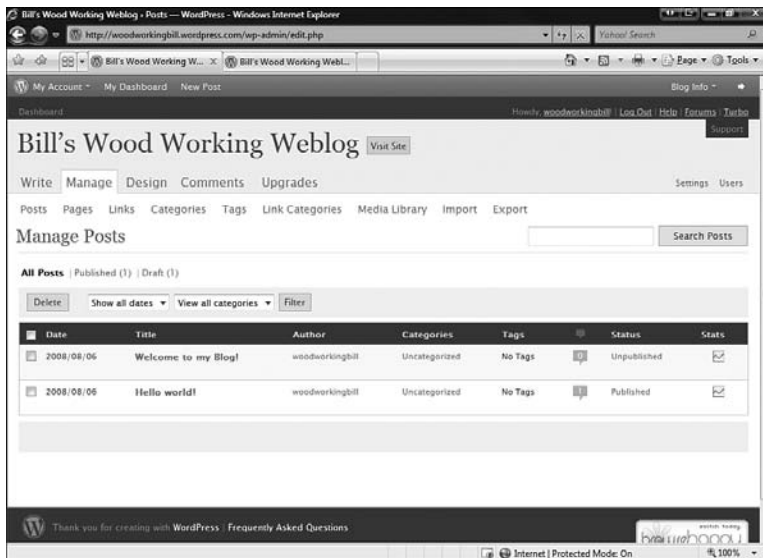 Bill's Wood Working Weblog › Posts — WordPress - Windows Internet Explorer
http://woodworkingbill.wordpress.com/wp-admin/edit.php Yahoo! Search
Bill's Wood Working W... X Bill's Wood Working Webl... Page Tools
My Account My Dashboard New Post Blog Info
Dashboard Howdy, woodworkingbill! | Log Out | Help | Forums | Turbo
Support
Bill's Wood Working Weblog Visit Site
Write Manage Design Comments Upgrades Settings Users
Posts Pages Links Categories Tags Link Categories Media Library Import Export
Manage Posts Search Posts
All Posts | Published (1) | Draft (1)
Delete Show all dates View all categories Filter
Date Title Author Categories Tags Status Stats
2008/08/06 Welcome to my Blog! woodworkingbill Uncategorized No Tags 0 Unpublished
2008/08/06 Hello world! woodworkingbill Uncategorized No Tags 1 Published
Thank you for creating with WordPress | Frequently Asked Questions
Internet | Protected Mode: On 100%